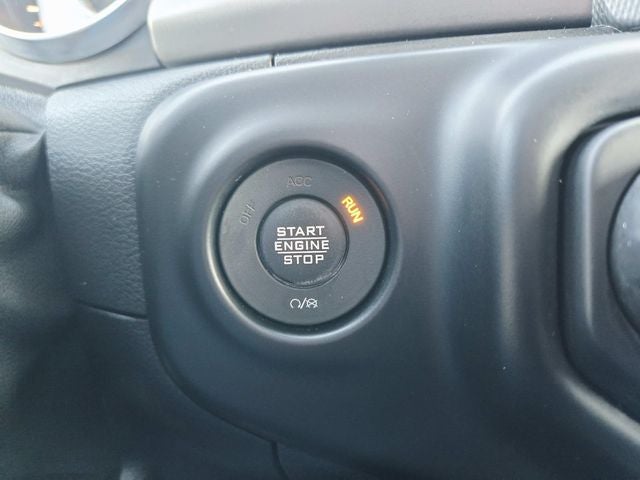 ACC
OFF
RUN
START
ENGINE
STOP